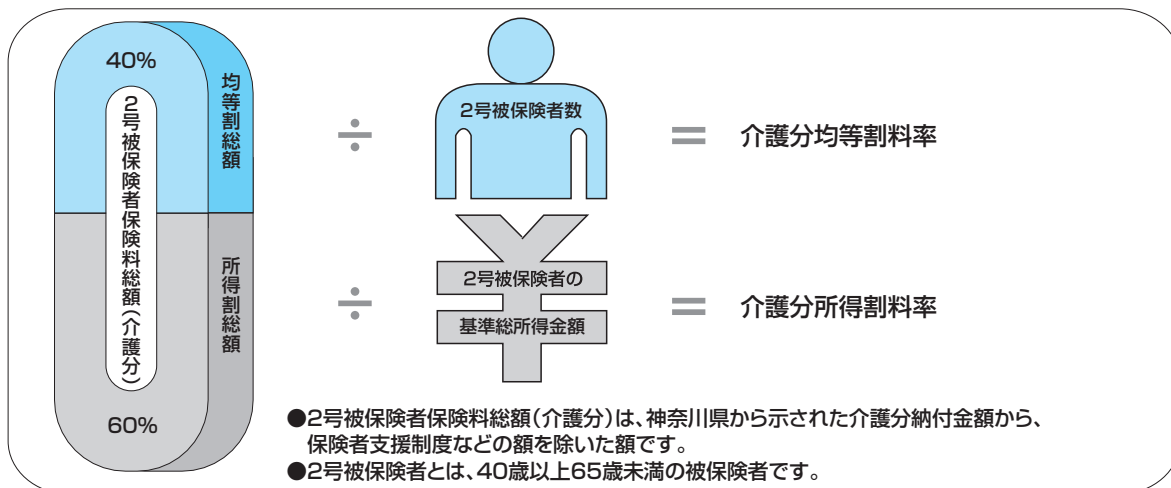 40%
均等割総額
2号被保険者保険料総額(介護分)
所得割総額
60%
÷
2号被保険者数
=
介護分均等割料率
÷
2号被保険者の
基準総所得金額
=
介護分所得割料率
●2号被保険者保険料総額(介護分)は、神奈川県から示された介護分納付金額から、
保険者支援制度などの額を除いた額です。
●2号被保険者とは、40歳以上65歳未満の被保険者です。